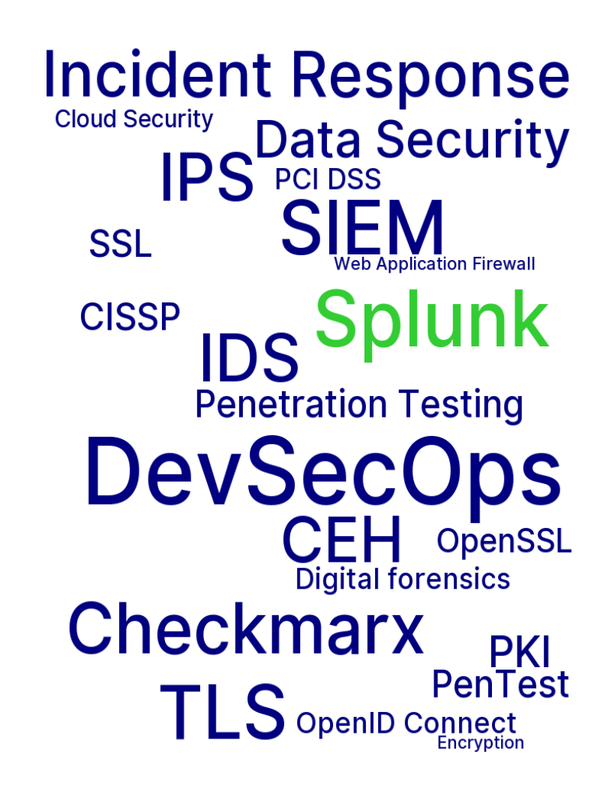 Incident Response
Cloud Security
Data Security
IPS
PCI DSS
SIEM
SSL
Web Application Firewall
CISSP
Splunk
IDS
Penetration Testing
DevSecOps
CEH
OpenSSL
Digital forensics
Checkmarx
PKI
PenTest
TLS
OpenID Connect
Encryption